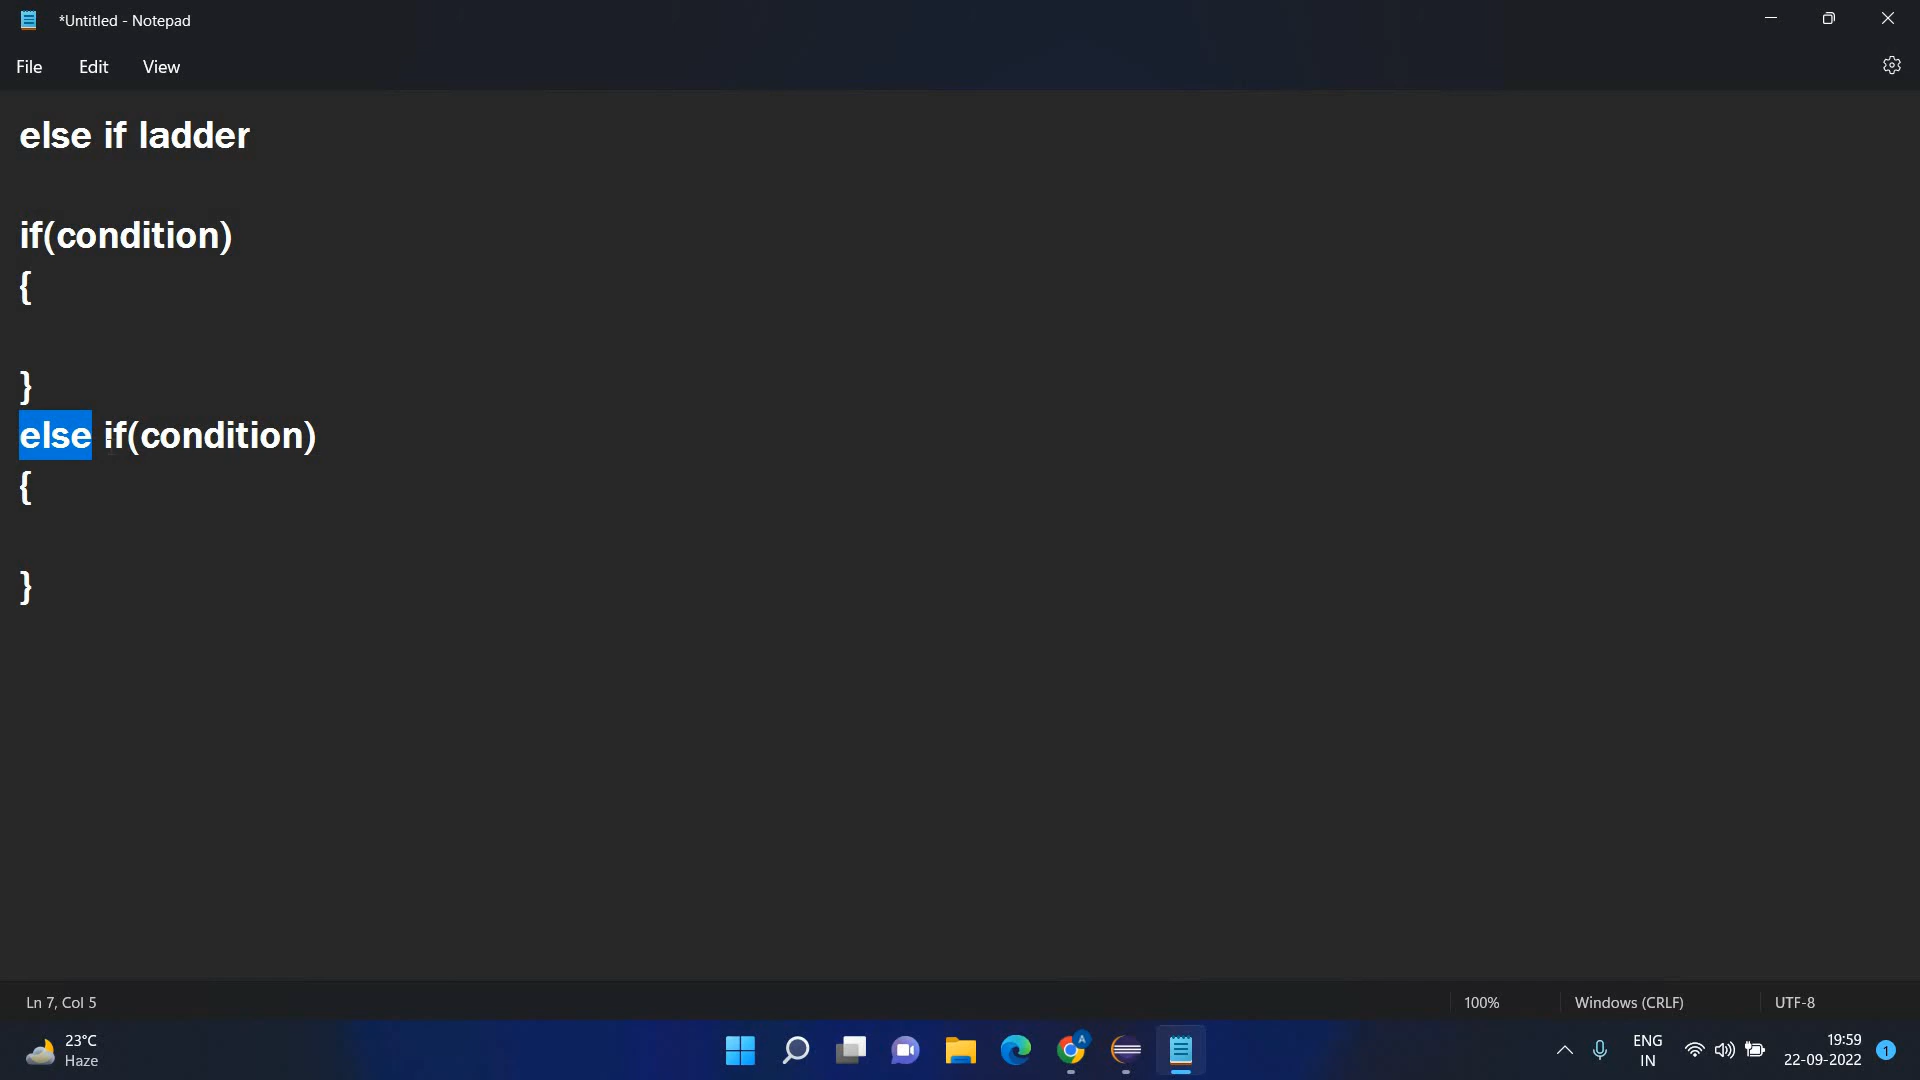 *Untitled - Notepad
File Edit View
else if ladder
if(condition)
{
}
else if(condition)
{
}
Ln 7, Col 5
100%
Windows (CRLF)
UTF-8
23°C
Haze
A
ENG
IN
19:59
22-09-2022
1